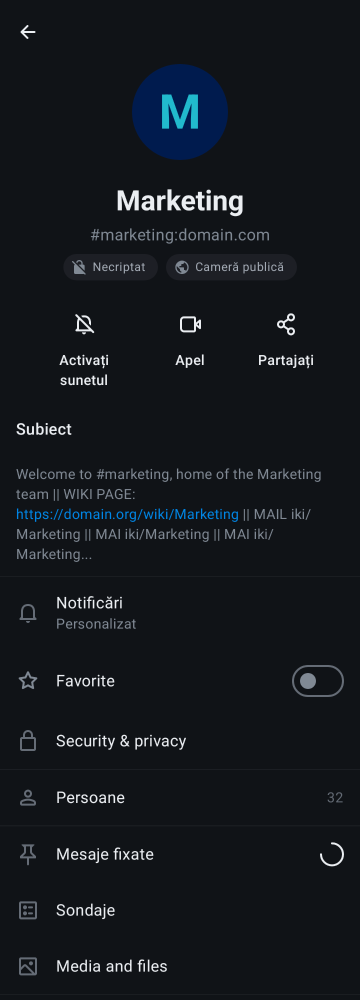 M
Marketing
#marketing:domain.com
Necriptat
Cameră publică
Activați
sunetul
Apel
Partajați
Subiect
Welcome to #marketing, home of the Marketing
team || WIKI PAGE:
https://domain.org/wiki/Marketing || MAIL iki/
Marketing || MAI iki/Marketing || MAI iki/
Marketing...
Notificări
Personalizat
Favorite
Security & privacy
Persoane 32
Mesaje fixate
Sondaje
Media and files